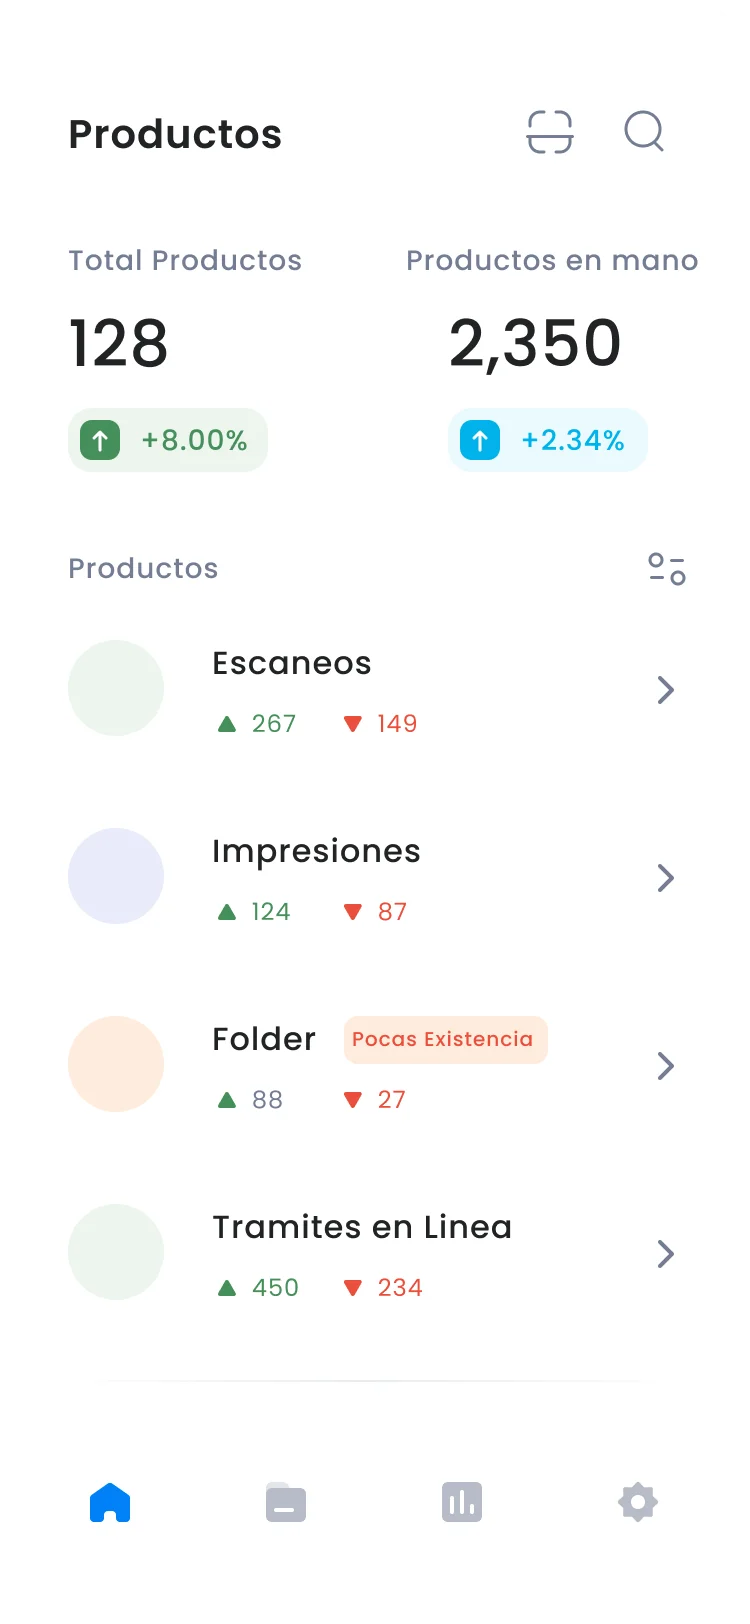 Productos
Total Productos
Productos en mano
128
2,350
+8.00%
+2.34%
Productos
Escaneos
267 149
Impresiones
124 87
Folder Pocas Existencia
88 27
Tramites en Linea
450 234